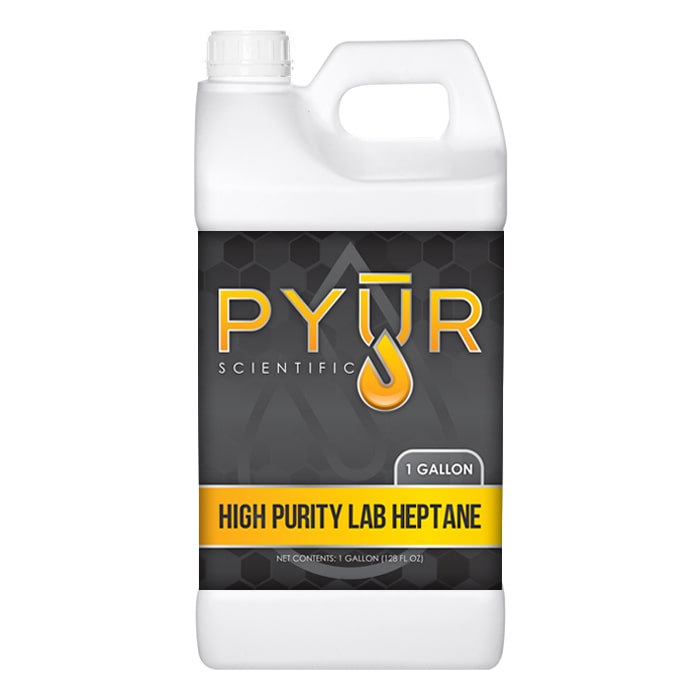 PYŪR
SCIENTIFIC
1 GALLON
HIGH PURITY LAB HEPTANE
NET CONTENTS: 1 GALLON (128 FL OZ)